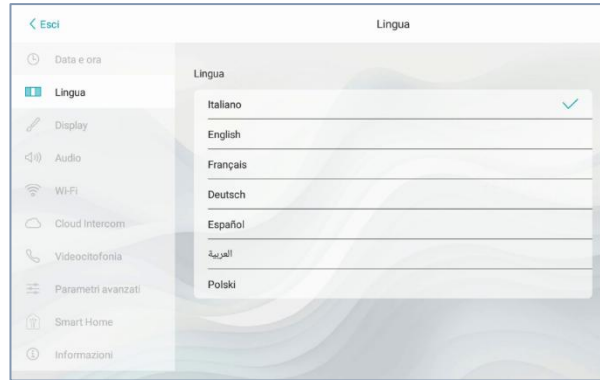 Esci
Lingua
Data e ora
Lingua
Display
Audio
Wi-Fi
Cloud Intercom
Videocitofonia
Parametri avanzati
Smart Home
Informazioni
Lingua
Italiano
English
Français
Deutsch
Español
العربية
Polski